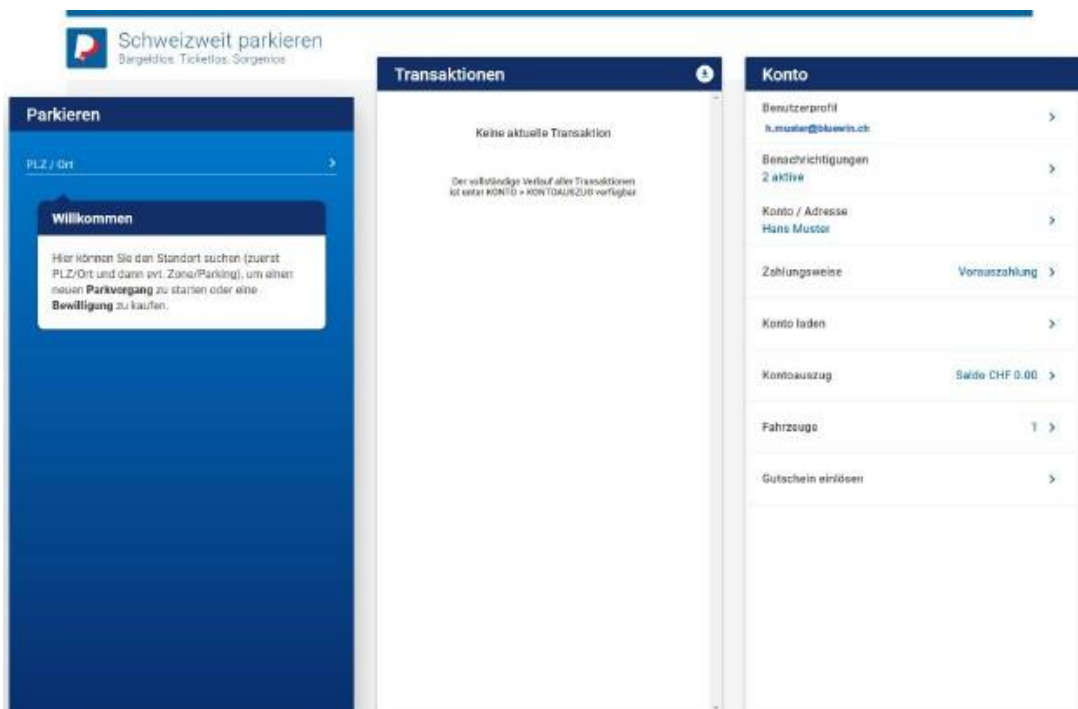 Schweizweit parkieren
Bargeldlos. Ticketlos. Sorgenlos
Parkieren
PLZ / Ort
Willkommen
Hier können Sie den Standort suchen (zuerst
PLZ/Ort und dann evt. Zone/Parking), um einen
neuen Parkvorgang zu starten oder eine
Bewilligung zu kaufen.
Transaktionen
Keine aktuelle Transaktion
Der vollständige Verlauf aller Transaktionen
ist unter KONTO > KONTOAUSZUG verfügbar
Konto
Benutzerprofil
h.muster@bluewin.ch
Benachrichtigungen
2 aktive
Konto / Adresse
Hans Muster
Zahlungsweise Vorauszahlung
Konto laden
Kontoauszug Saldo CHF 0.00
Fahrzeuge 1
Gutschein einlösen